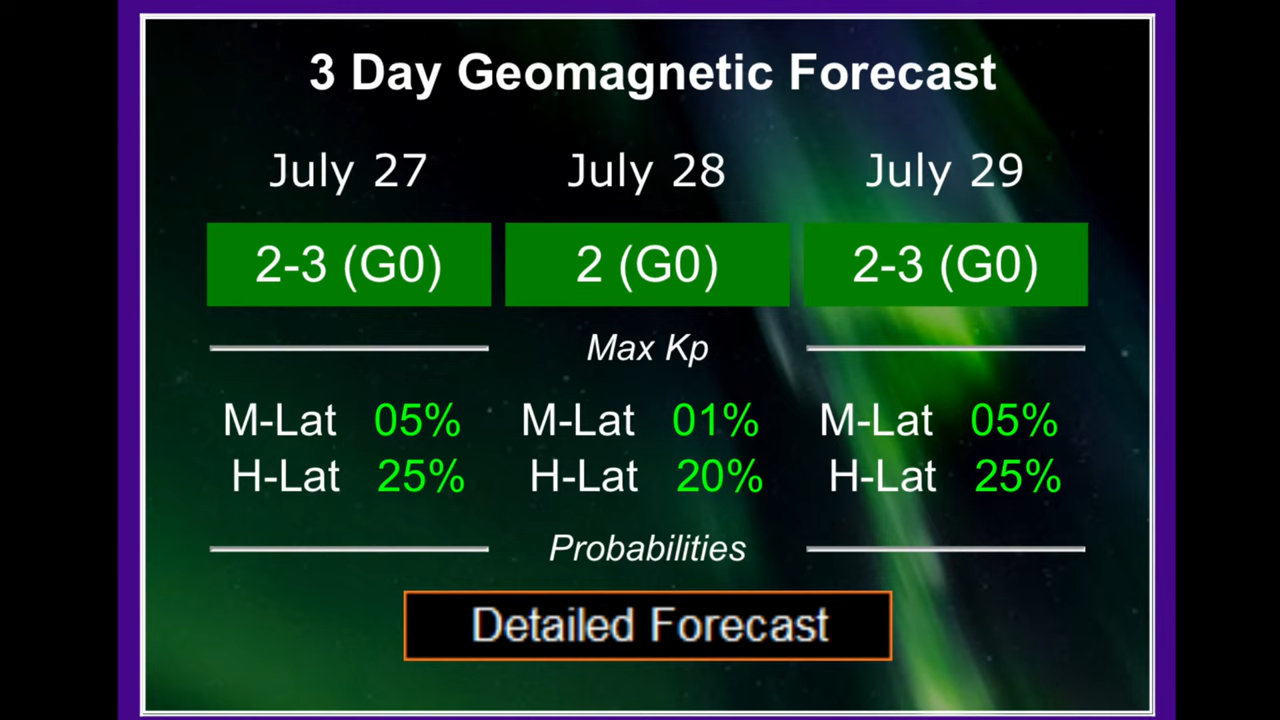 3 Day Geomagnetic Forecast
July 27 July 28 July 29
2-3 (G0) 2 (G0) 2-3 (G0)
Max Kp
M-Lat 05% M-Lat 01% M-Lat 05%
H-Lat 25% H-Lat 20% H-Lat 25%
Probabilities
Detailed Forecast